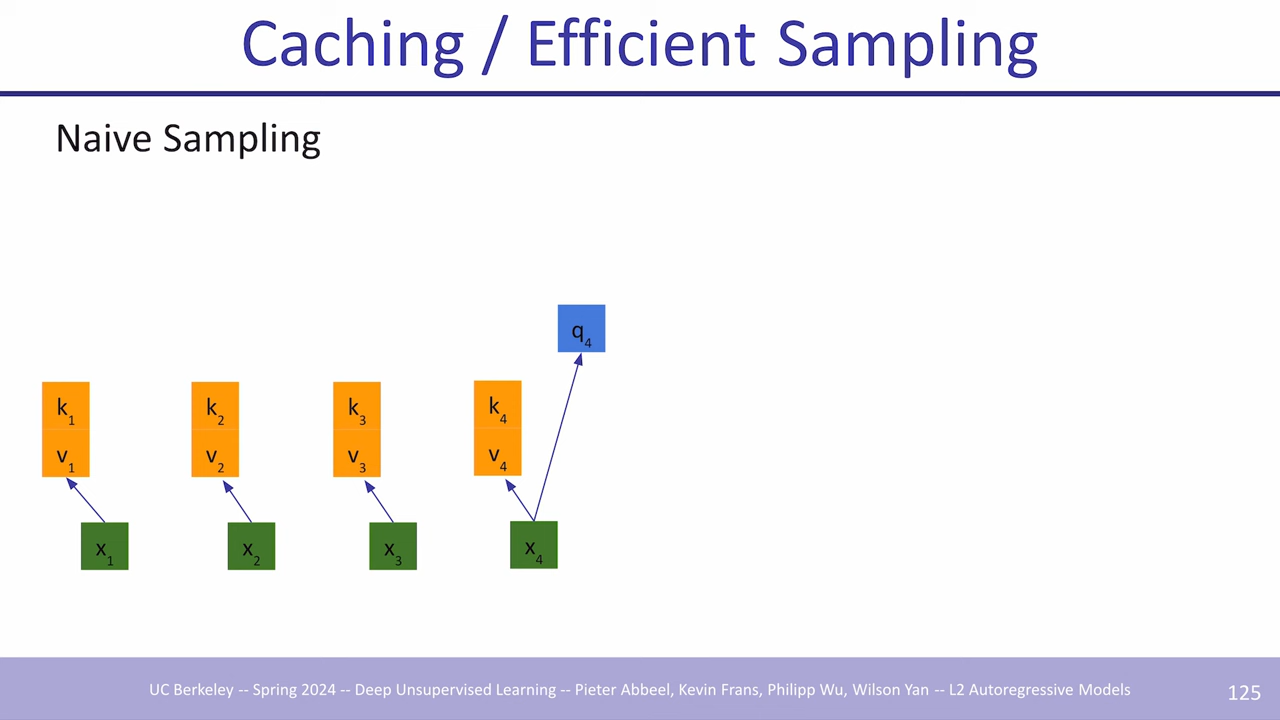 Caching / Efficient Sampling
Naive Sampling
q4
k1 k2 k3 k4
v1 v2 v3 v4
x1 x2 x3 x4
UC Berkeley -- Spring 2024 -- Deep Unsupervised Learning -- Pieter Abbeel, Kevin Frans, Philipp Wu, Wilson Yan -- L2 Autoregressive Models
125